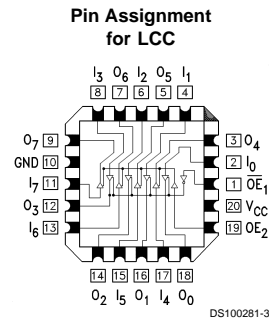 Pin Assignment
for LCC
I3 O6 I2 O5 I4
8 7 6 5 4
O7 9
GND 10
I7 11
O3 12
I6 13
3 O4
2 I0
1 OE1
20 VCC
19 OE2
14 15 16 17 18
O2 I5 O1 I4 O0
DS100281-3